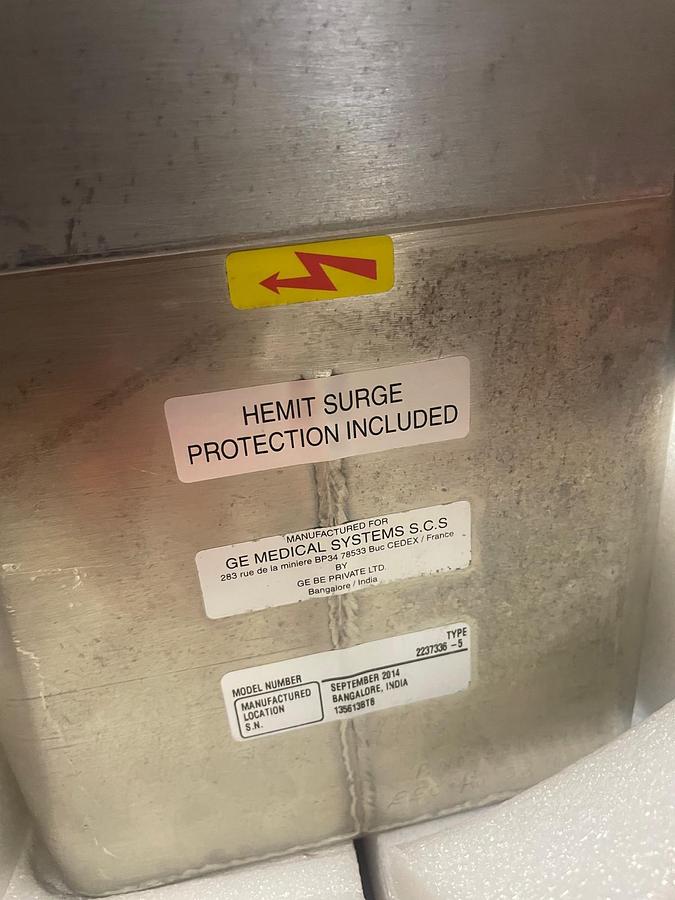 HEMIT SURGE
PROTECTION INCLUDED
MANUFACTURED FOR
GE MEDICAL SYSTEMS S.C.S
283 rue de la miniere BP34 78533 Buc CEDEX / France
BY
GE BE PRIVATE LTD.
Bangalore / India
TYPE
MODEL NUMBER 2237336 -5
MANUFACTURED SEPTEMBER 2014
LOCATION BANGALORE, INDIA
S.N. 135613BT8